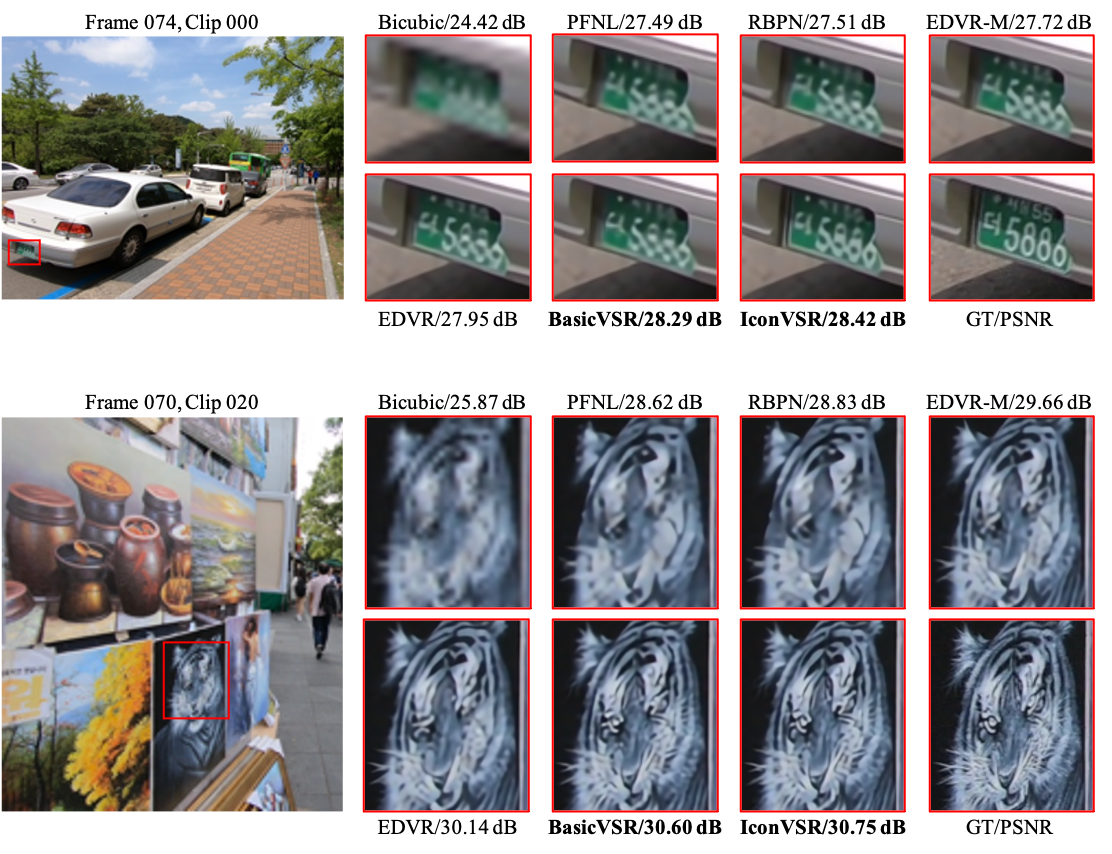 Frame 074, Clip 000
Bicubic/24.42 dB
PFNL/27.49 dB
RBPN/27.51 dB
EDVR-M/27.72 dB
5886
EDVR/27.95 dB
BasicVSR/28.29 dB
IconVSR/28.42 dB
GT/PSNR
Frame 070, Clip 020
Bicubic/25.87 dB
PFNL/28.62 dB
RBPN/28.83 dB
EDVR-M/29.66 dB
원
EDVR/30.14 dB
BasicVSR/30.60 dB
IconVSR/30.75 dB
GT/PSNR